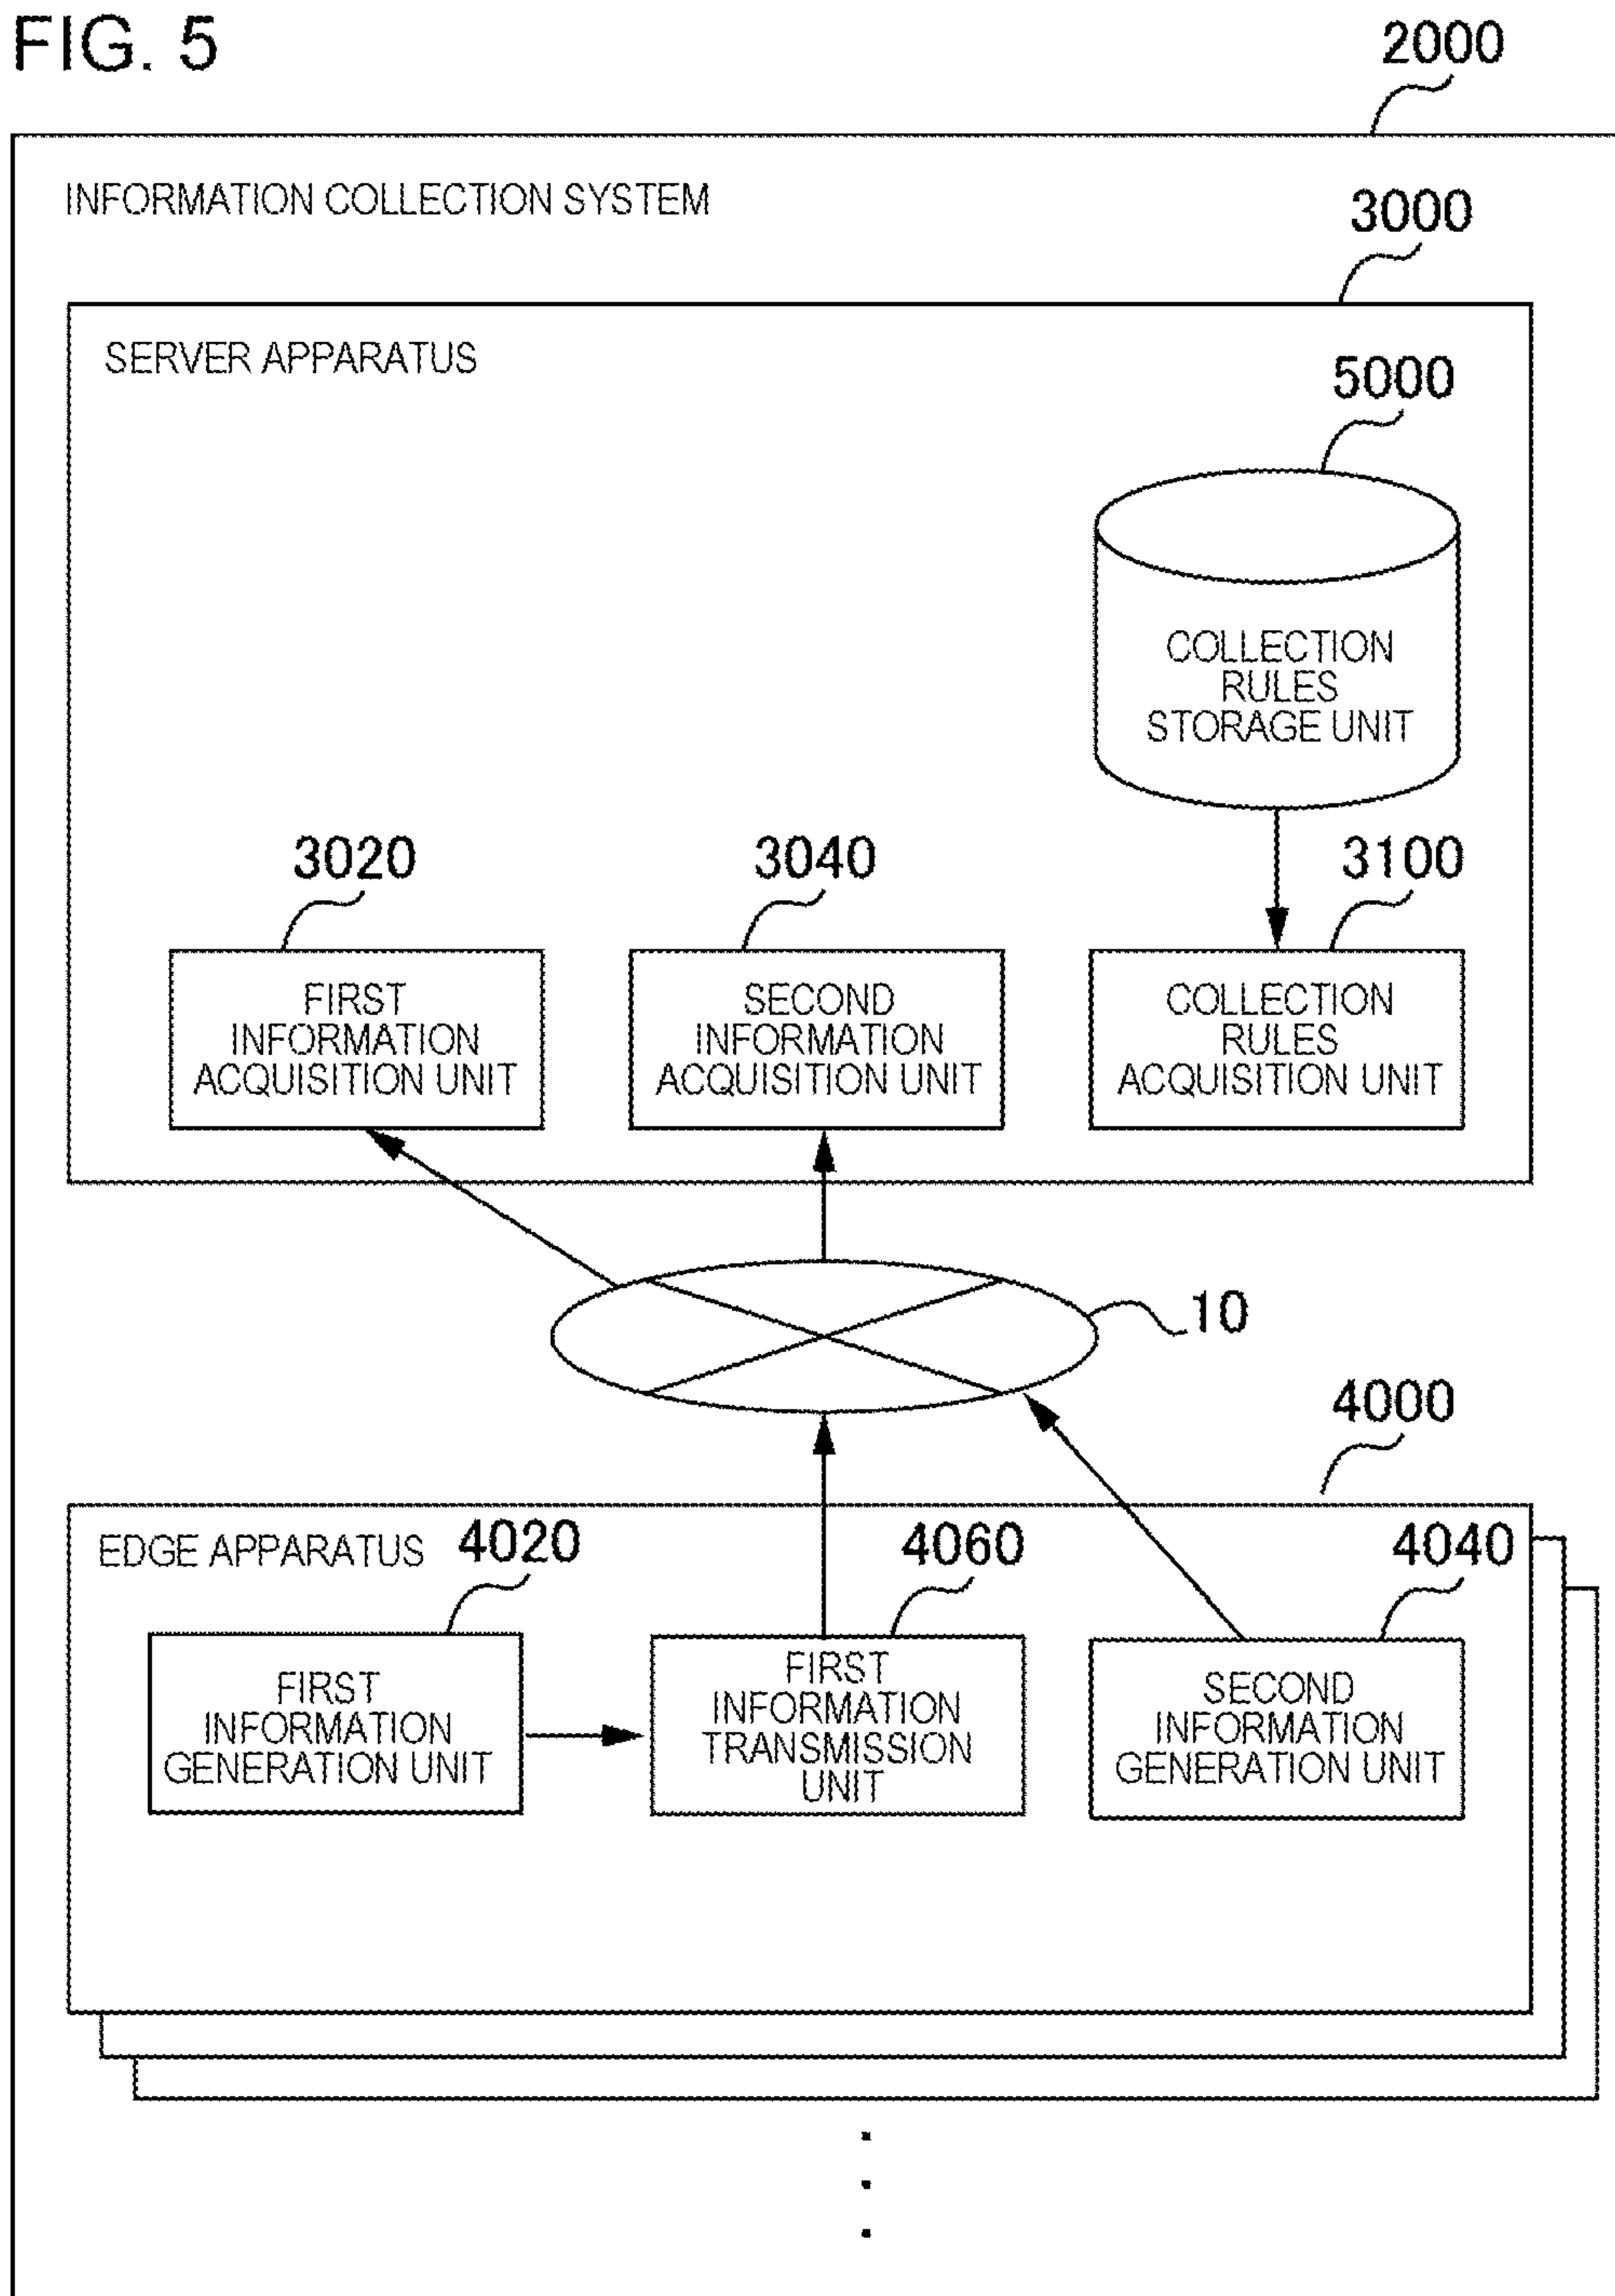 FIG. 5
2000
INFORMATION COLLECTION SYSTEM
3000
SERVER APPARATUS
5000
COLLECTION
RULES
STORAGE UNIT
3020
3040
3100
FIRST
INFORMATION
ACQUISITION UNIT
SECOND
INFORMATION
ACQUISITION UNIT
COLLECTION
RULES
ACQUISITION UNIT
10
4000
EDGE APPARATUS
4020
4060
4040
FIRST
INFORMATION
GENERATION UNIT
FIRST
INFORMATION
TRANSMISSION
UNIT
SECOND
INFORMATION
GENERATION UNIT